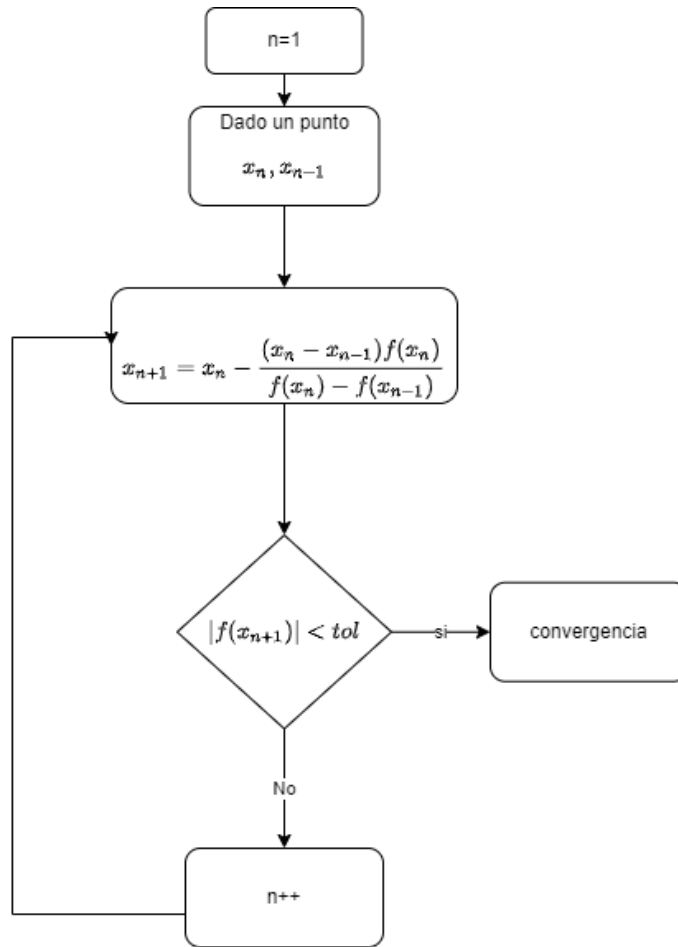 n=1
Dado un punto
$x_n, x_{n-1}$
$x_{n+1} = x_n - \frac{(x_n - x_{n-1})f(x_n)}{f(x_n) - f(x_{n-1})}$
$|f(x_{n+1})| < tol$
si
convergencia
No
n++